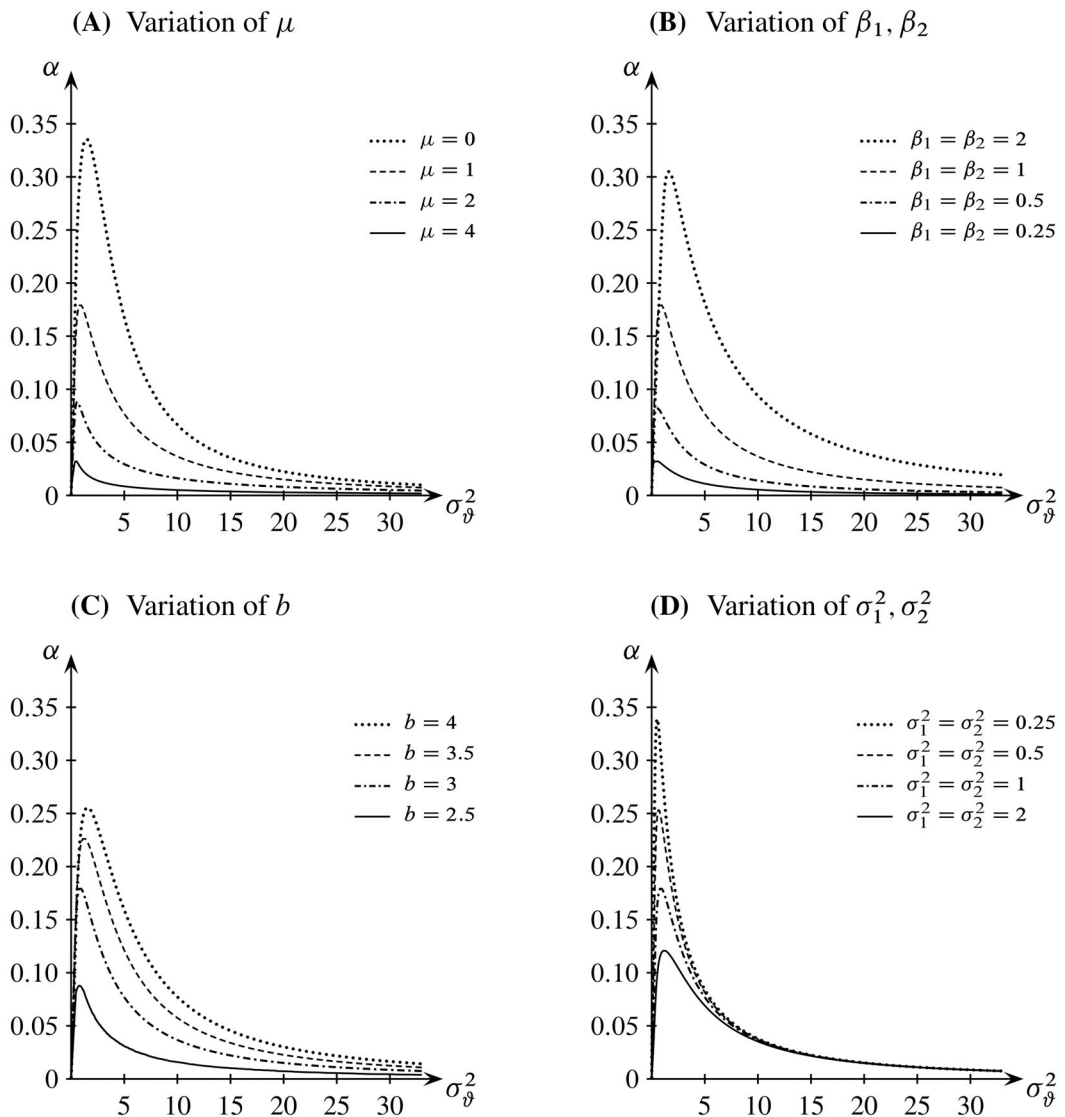 (A) Variation of μ
α
0.35
0.30
0.25
0.20
0.15
0.10
0.05
0
5 10 15 20 25 30
σ²_ϑ
μ = 0
μ = 1
μ = 2
μ = 4
(B) Variation of β₁, β₂
α
0.35
0.30
0.25
0.20
0.15
0.10
0.05
0
5 10 15 20 25 30
σ²_ϑ
β₁ = β₂ = 2
β₁ = β₂ = 1
β₁ = β₂ = 0.5
β₁ = β₂ = 0.25
(C) Variation of b
α
0.35
0.30
0.25
0.20
0.15
0.10
0.05
0
5 10 15 20 25 30
σ²_ϑ
b = 4
b = 3.5
b = 3
b = 2.5
(D) Variation of σ₁², σ₂²
α
0.35
0.30
0.25
0.20
0.15
0.10
0.05
0
5 10 15 20 25 30
σ²_ϑ
σ₁² = σ₂² = 0.25
σ₁² = σ₂² = 0.5
σ₁² = σ₂² = 1
σ₁² = σ₂² = 2